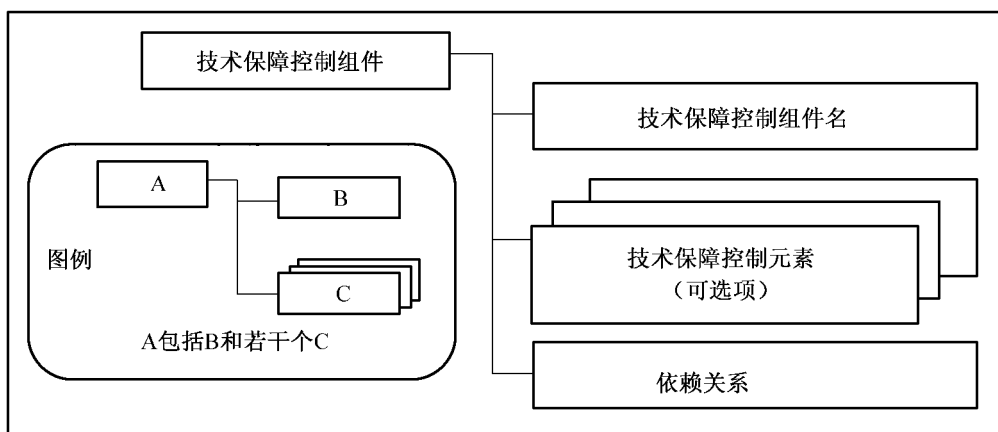 技术保障控制组件
技术保障控制组件名
A
B
图例
技术保障控制元素
（可选项）
C
A包括B和若干个C
依赖关系